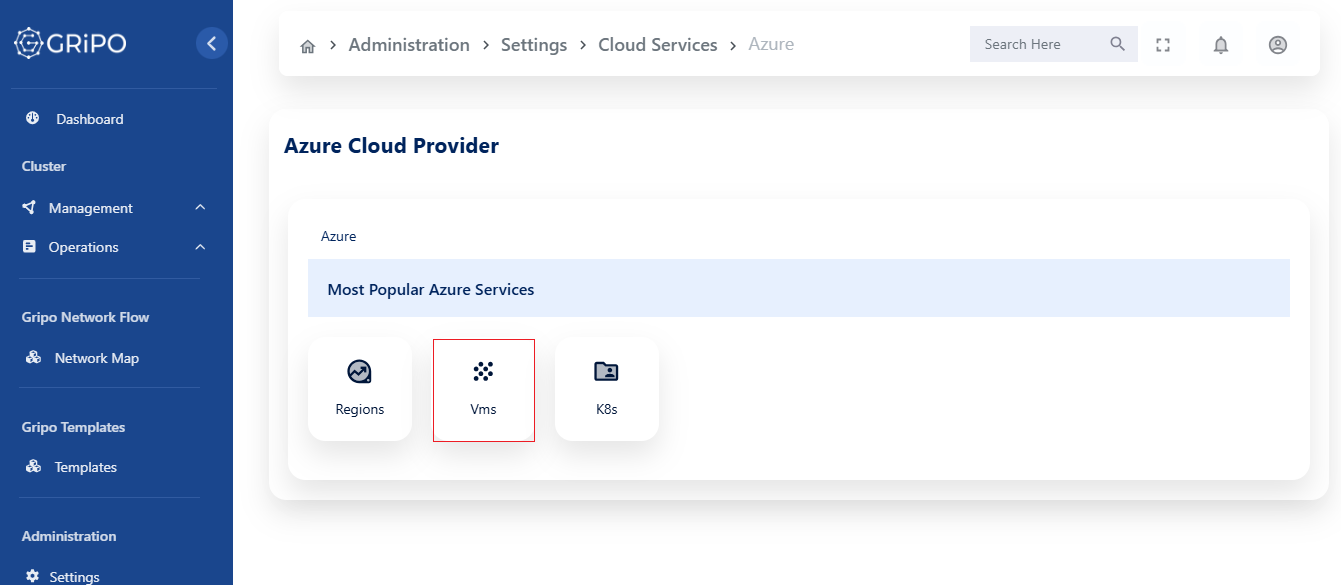 GRiPO
Administration Settings Cloud Services Azure
Search Here
Dashboard
Cluster
Management
Operations
Gripo Network Flow
Network Map
Gripo Templates
Templates
Administration
Settings
Azure Cloud Provider
Azure
Most Popular Azure Services
Regions Vms K8s